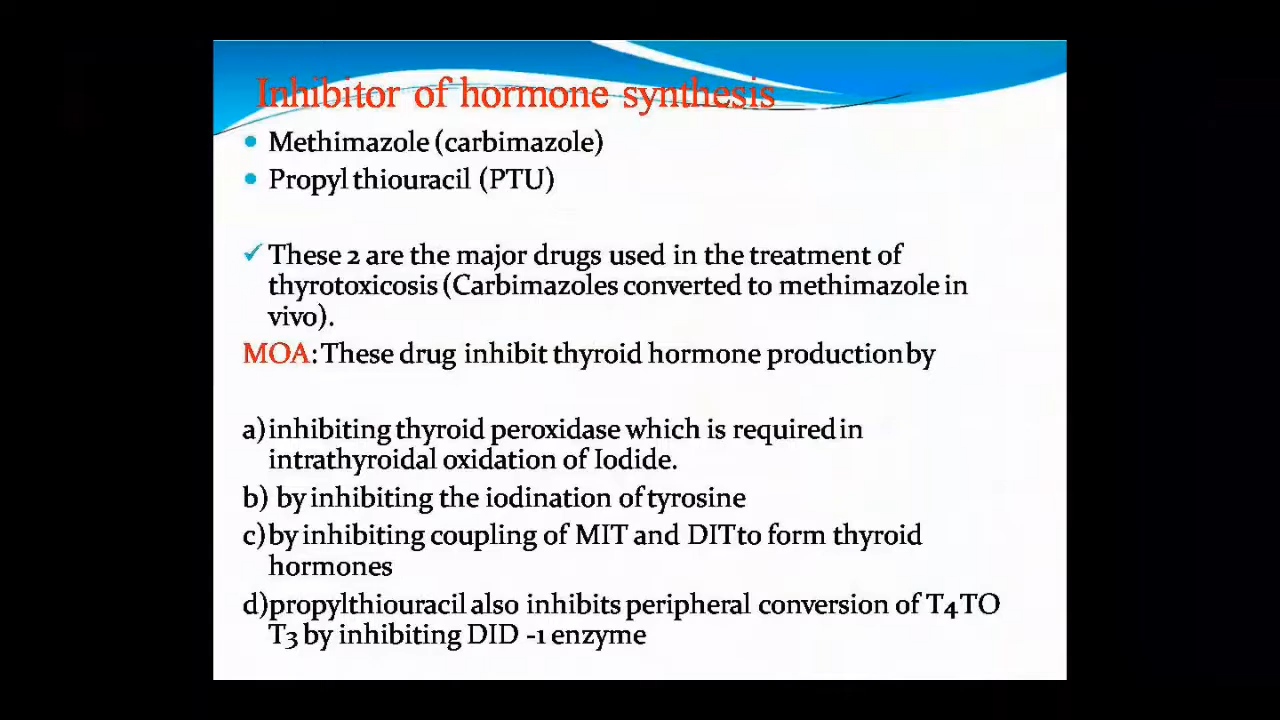 Inhibitor of hormone synthesis
• Methimazole (carbimazole)
• Propyl thiouracil (PTU)
✓ These 2 are the major drugs used in the treatment of
thyrotoxicosis (Carbimazoles converted to methimazole in
vivo).
MOA: These drug inhibit thyroid hormone production by
a) inhibiting thyroid peroxidase which is required in
intrathyroidal oxidation of Iodide.
b) by inhibiting the iodination of tyrosine
c) by inhibiting coupling of MIT and DIT to form thyroid
hormones
d) propylthiouracil also inhibits peripheral conversion of T4 TO
T3 by inhibiting DID -1 enzyme